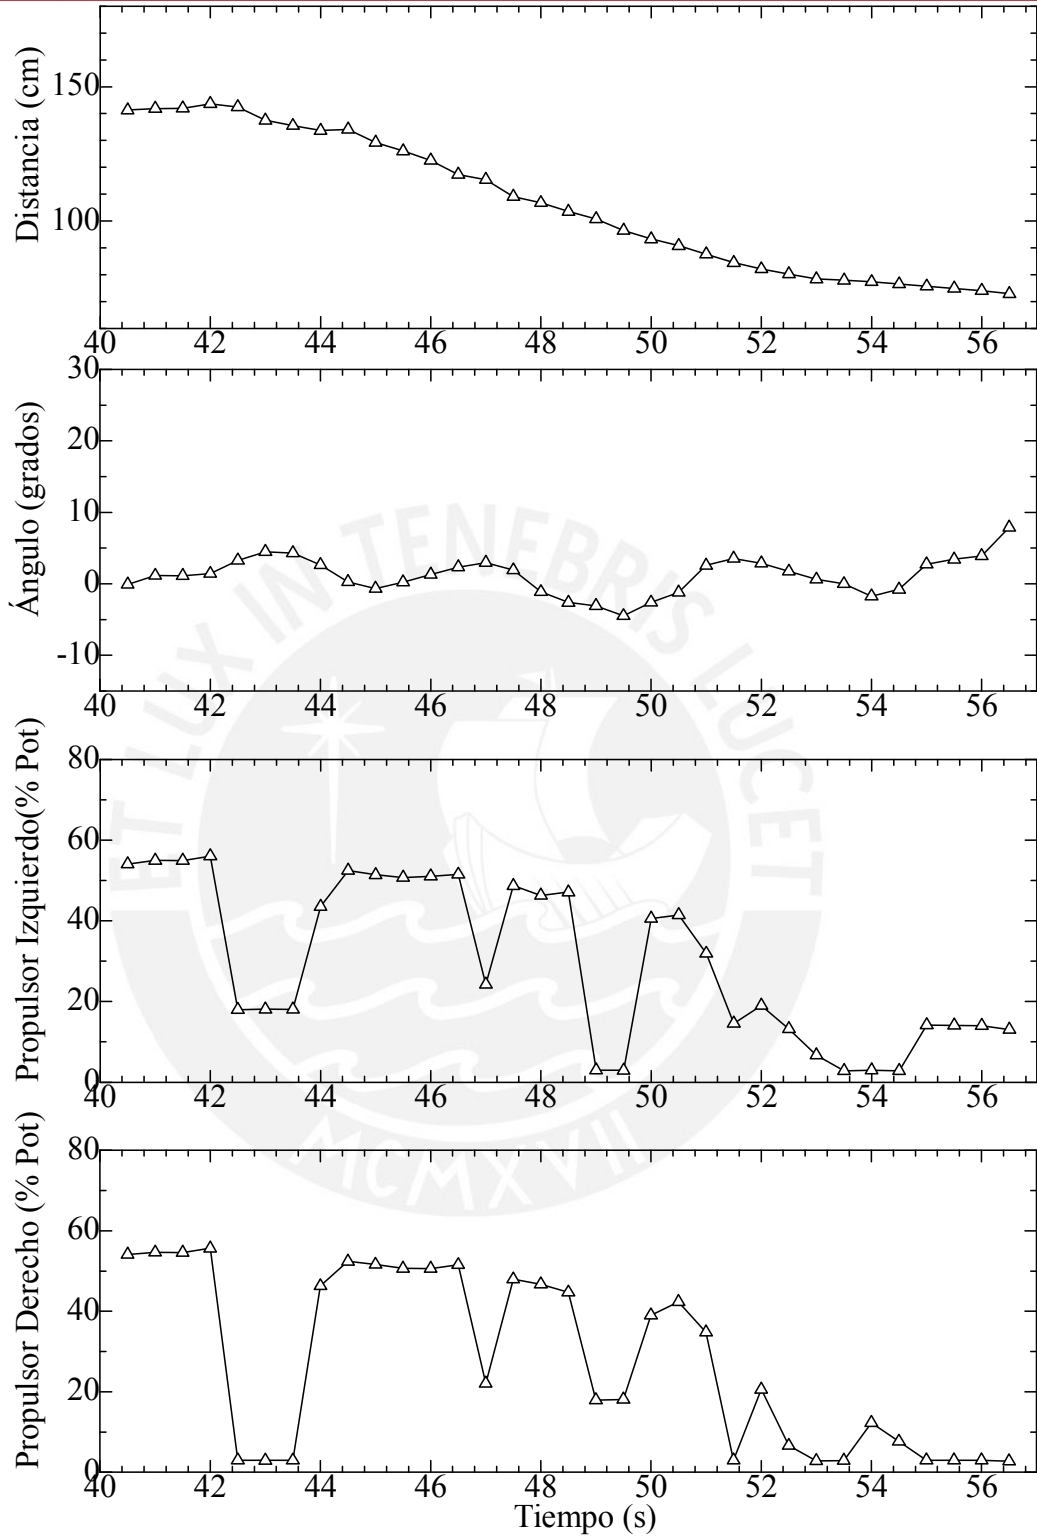 Distancia (cm)
150
100
40 42 44 46 48 50 52 54 56
Ángulo (grados)
30
20
10
0
-10
40 42 44 46 48 50 52 54 56
Propulsor Izquierdo(% Pot)
80
60
40
20
0
40 42 44 46 48 50 52 54 56
Propulsor Derecho (% Pot)
80
60
40
20
0
40 42 44 46 48 50 52 54 56
Tiempo (s)
ET LUX IN TENEBRIS LUCET
MCMXVII